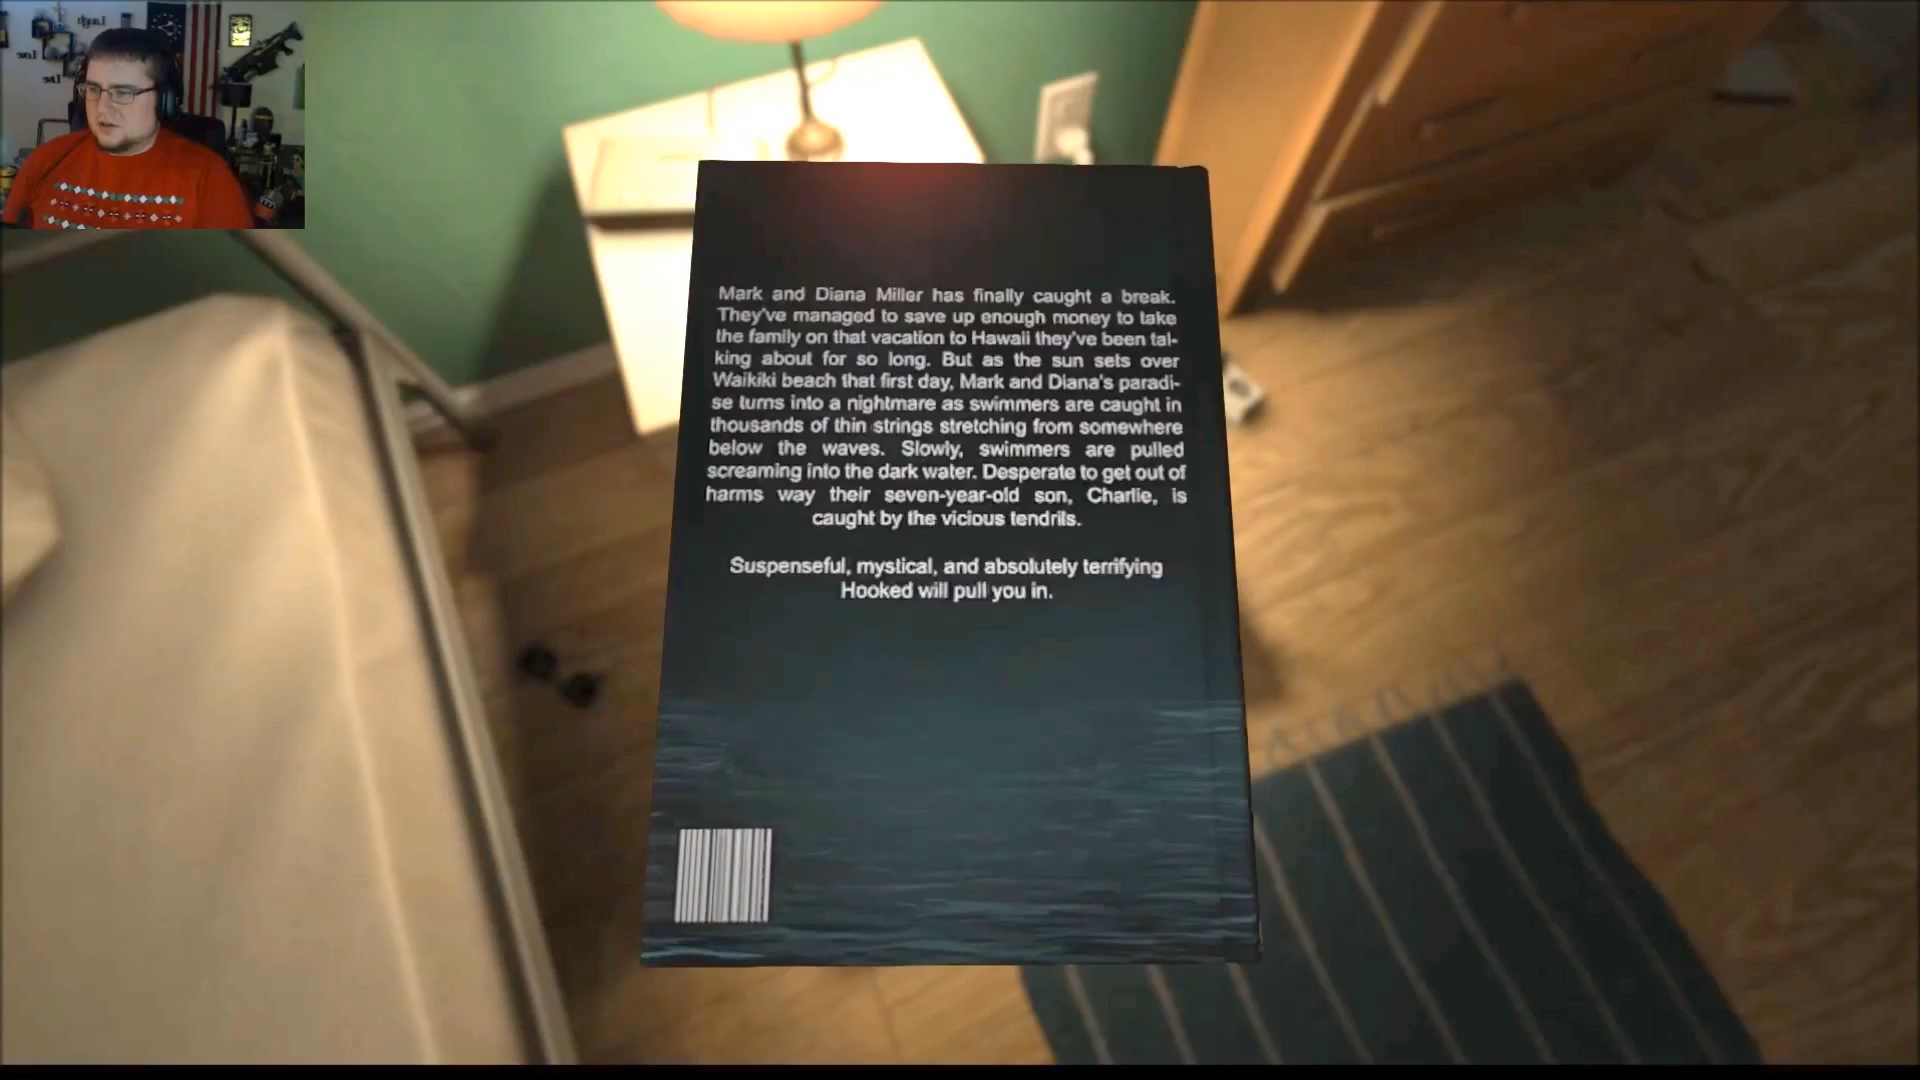 Mark and Diana Miller has finally caught a break.
They've managed to save up enough money to take
the family on that vacation to Hawaii they've been tal-
king about for so long. But as the sun sets over
Waikiki beach that first day, Mark and Diana's paradi-
se turns into a nightmare as swimmers are caught in
thousands of thin strings stretching from somewhere
below the waves. Slowly, swimmers are pulled
screaming into the dark water. Desperate to get out of
harms way their seven-year-old son, Charlie, is
caught by the vicious tendrils.
Suspenseful, mystical, and absolutely terrifying
Hooked will pull you in.